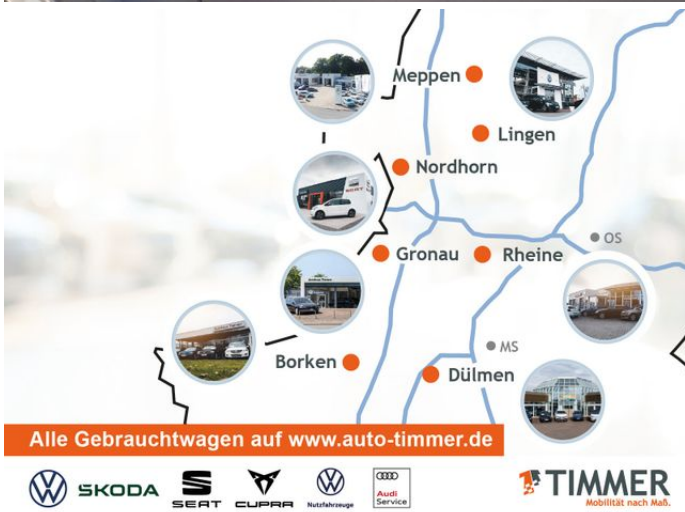 Meppen
Lingen
Nordhorn
OS
Gronau
Rheine
MS
Borken
Dülmen
Alle Gebrauchtwagen auf www.auto-timmer.de
ŠKODA
SEAT
CUPRA
Nutzfahrzeuge
Audi
Service
TIMMER
Mobilität nach Maß.